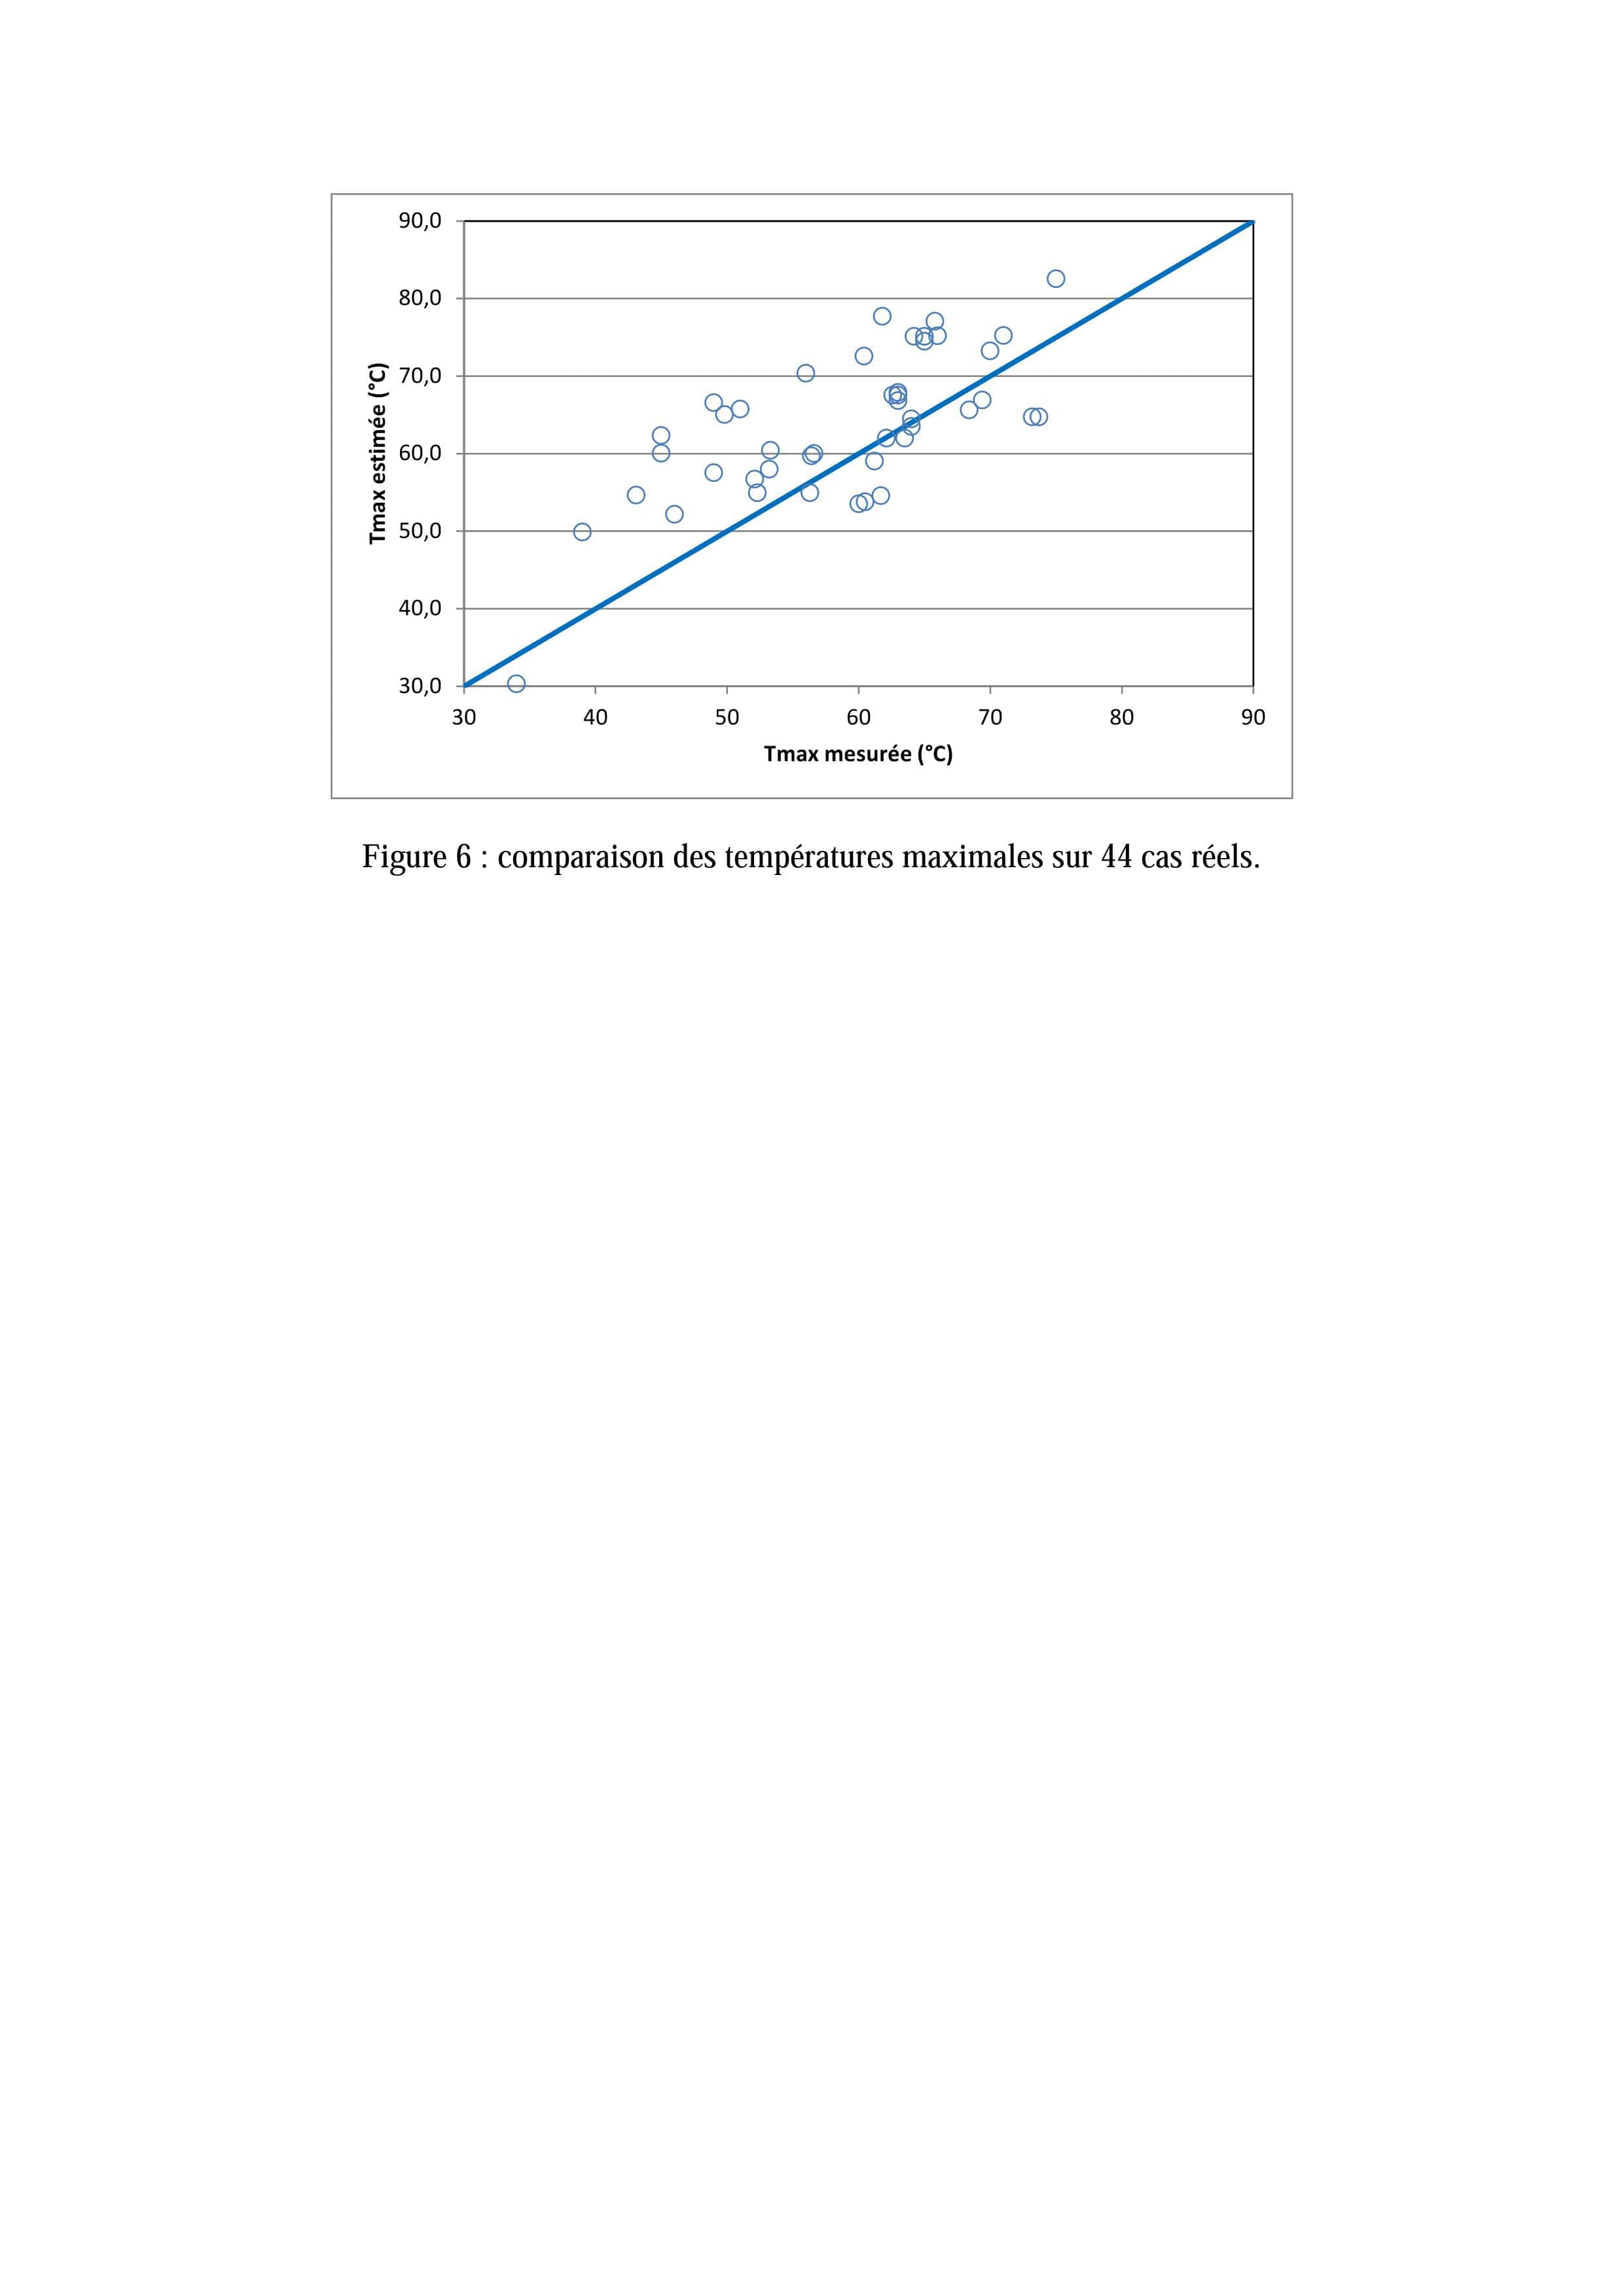 90,0
80,0
70,0
60,0
50,0
40,0
30,0
Tmax estimée (°C)
30 40 50 60 70 80 90
Tmax mesurée (°C)
Figure 6 : comparaison des températures maximales sur 44 cas réels.